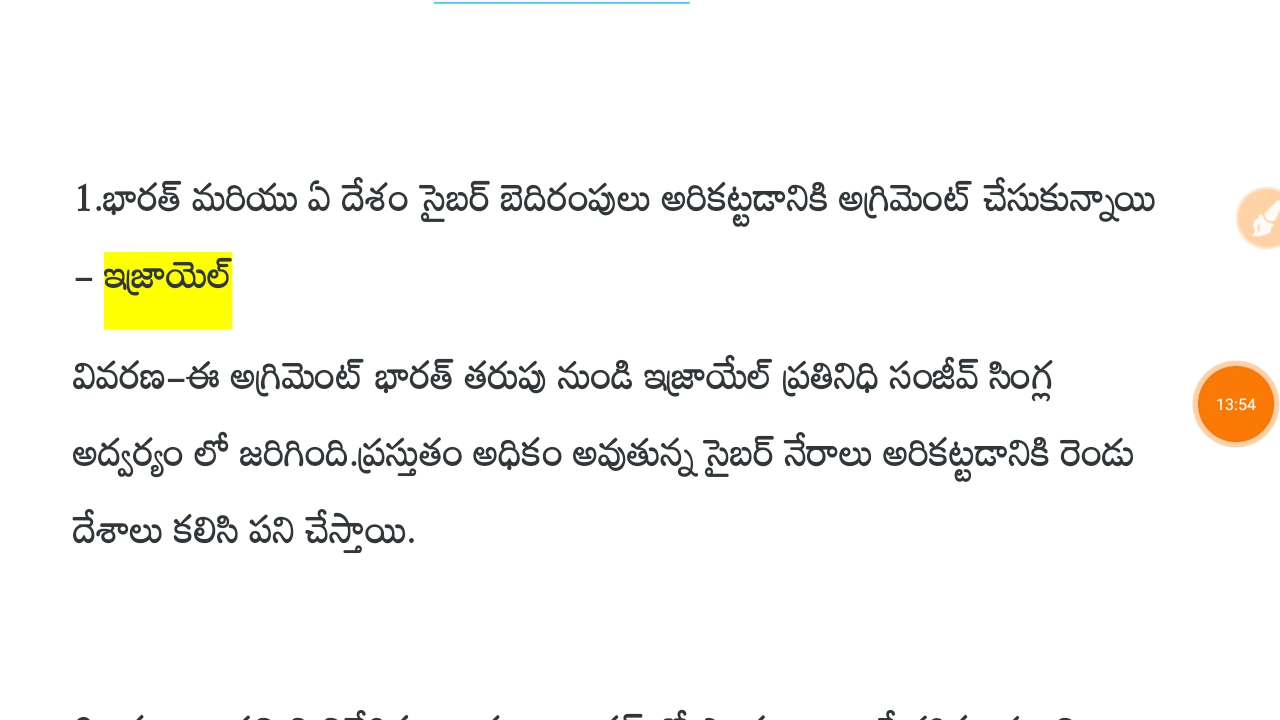 1.భారత్ మరియు ఏ దేశం సైబర్ బెదిరంపులు అరికట్టడానికి అగ్రిమెంట్ చేసుకున్నాయి
– ఇజ్రాయెల్
వివరణ–ఈ అగ్రిమెంట్ భారత్ తరుపు నుండి ఇజ్రాయేల్ ప్రతినిధి సంజీవ్ సింగ్ల
అద్వర్యం లో జరిగింది.ప్రస్తుతం అధికం అవుతున్న సైబర్ నేరాలు అరికట్టడానికి రెండు
దేశాలు కలిసి పని చేస్తాయి.
13:54